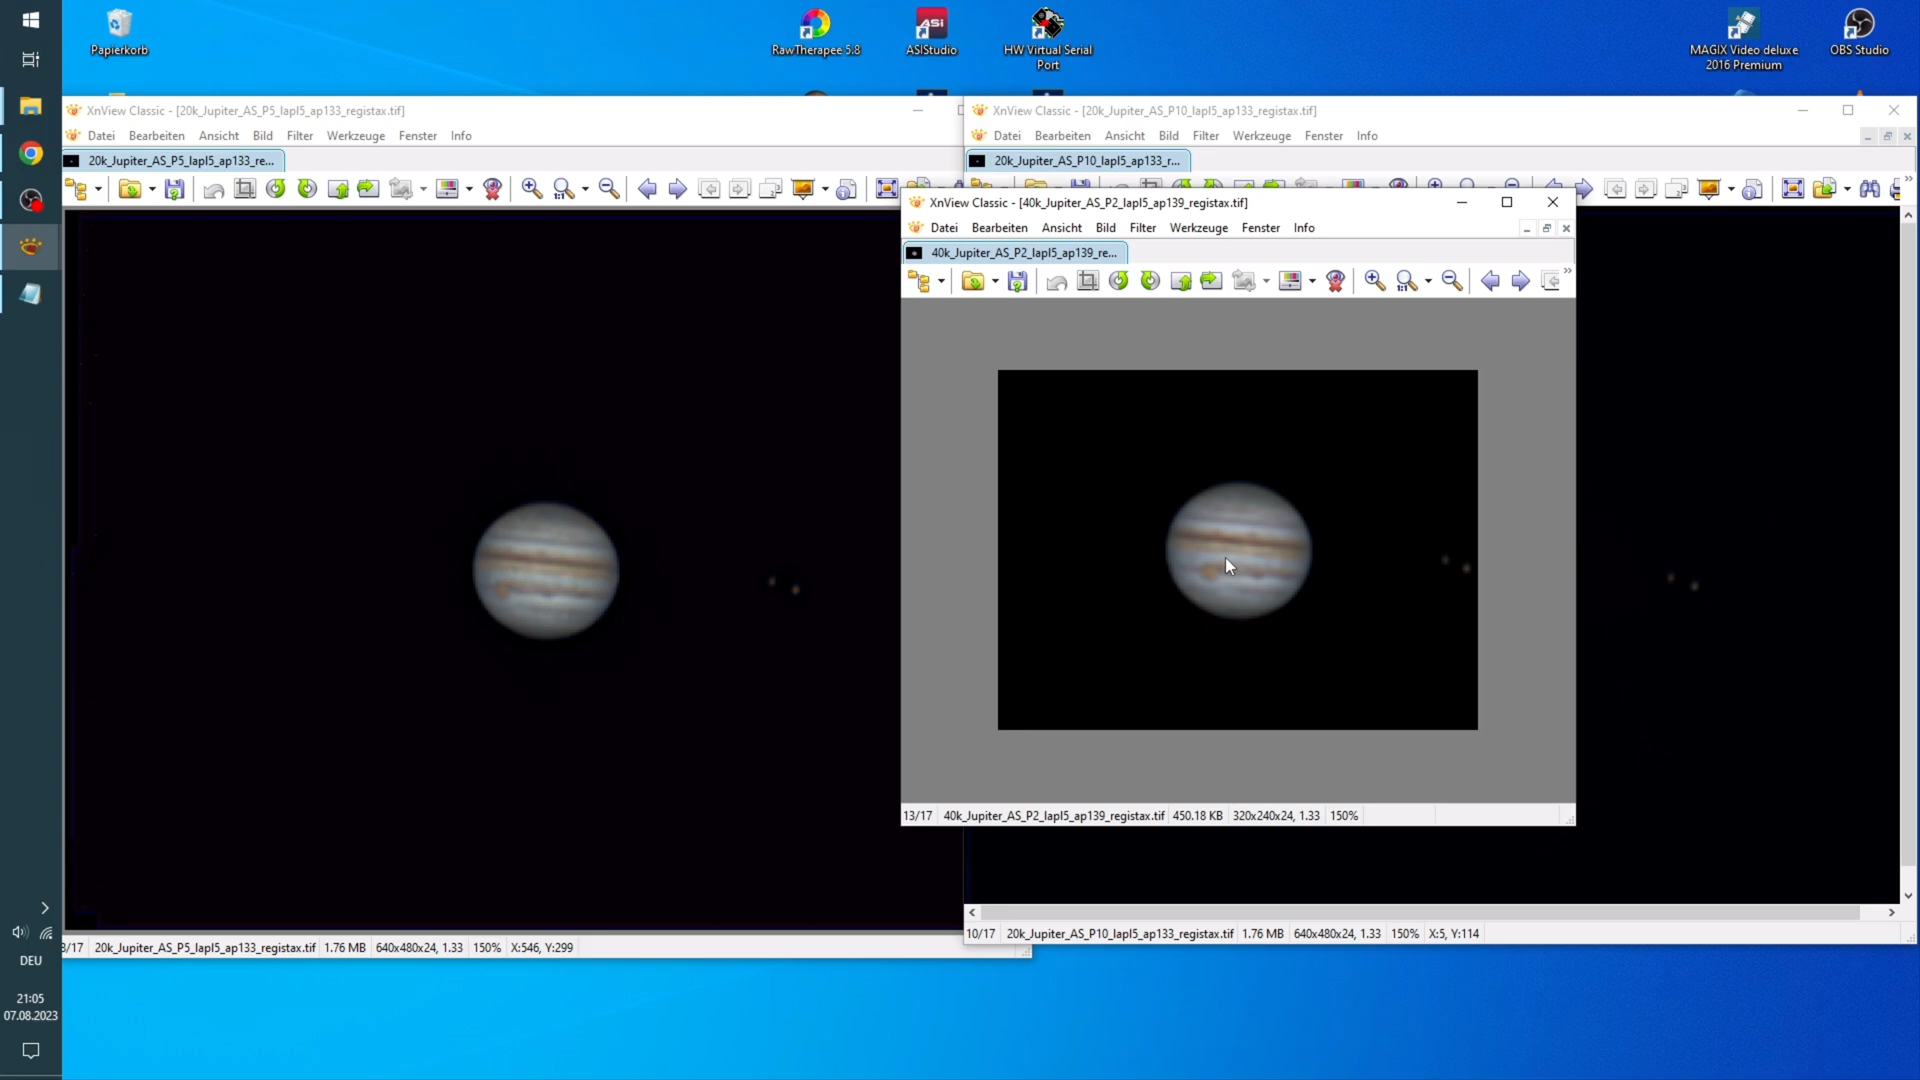 Papierkorb
RawTherapee 5.8
ASIStudio
HW Virtual Serial
Port
MAGIX Video deluxe
2016 Premium
OBS Studio
XnView Classic - [20k_Jupiter_AS_P5_lapl5_ap133_registax.tif]
Datei Bearbeiten Ansicht Bild Filter Werkzeuge Fenster Info
20k_Jupiter_AS_P5_lapl5_ap133_re...
XnView Classic - [20k_Jupiter_AS_P10_lapl5_ap133_registax.tif]
Datei Bearbeiten Ansicht Bild Filter Werkzeuge Fenster Info
20k_Jupiter_AS_P10_lapl5_ap133_r...
XnView Classic - [40k_Jupiter_AS_P2_lapl5_ap139_registax.tif]
Datei Bearbeiten Ansicht Bild Filter Werkzeuge Fenster Info
40k_Jupiter_AS_P2_lapl5_ap139_re...
13/17 40k_Jupiter_AS_P2_lapl5_ap139_registax.tif 450.18 KB 320x240x24, 1.33 150%
10/17 20k_Jupiter_AS_P10_lapl5_ap133_registax.tif 1.76 MB 640x480x24, 1.33 150% X:5, Y:114
/17 20k_Jupiter_AS_P5_lapl5_ap133_registax.tif 1.76 MB 640x480x24, 1.33 150% X:546, Y:299
DEU
21:05
07.08.2023